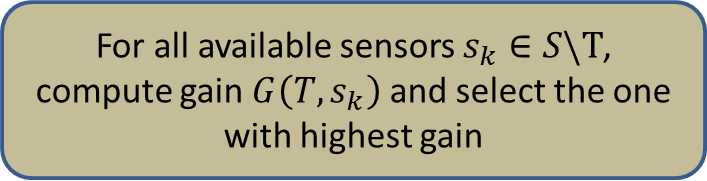 For all available sensors 𝑠𝑘 ∈ 𝑆\T,
compute gain 𝐺(𝑇, 𝑠𝑘) and select the one
with highest gain